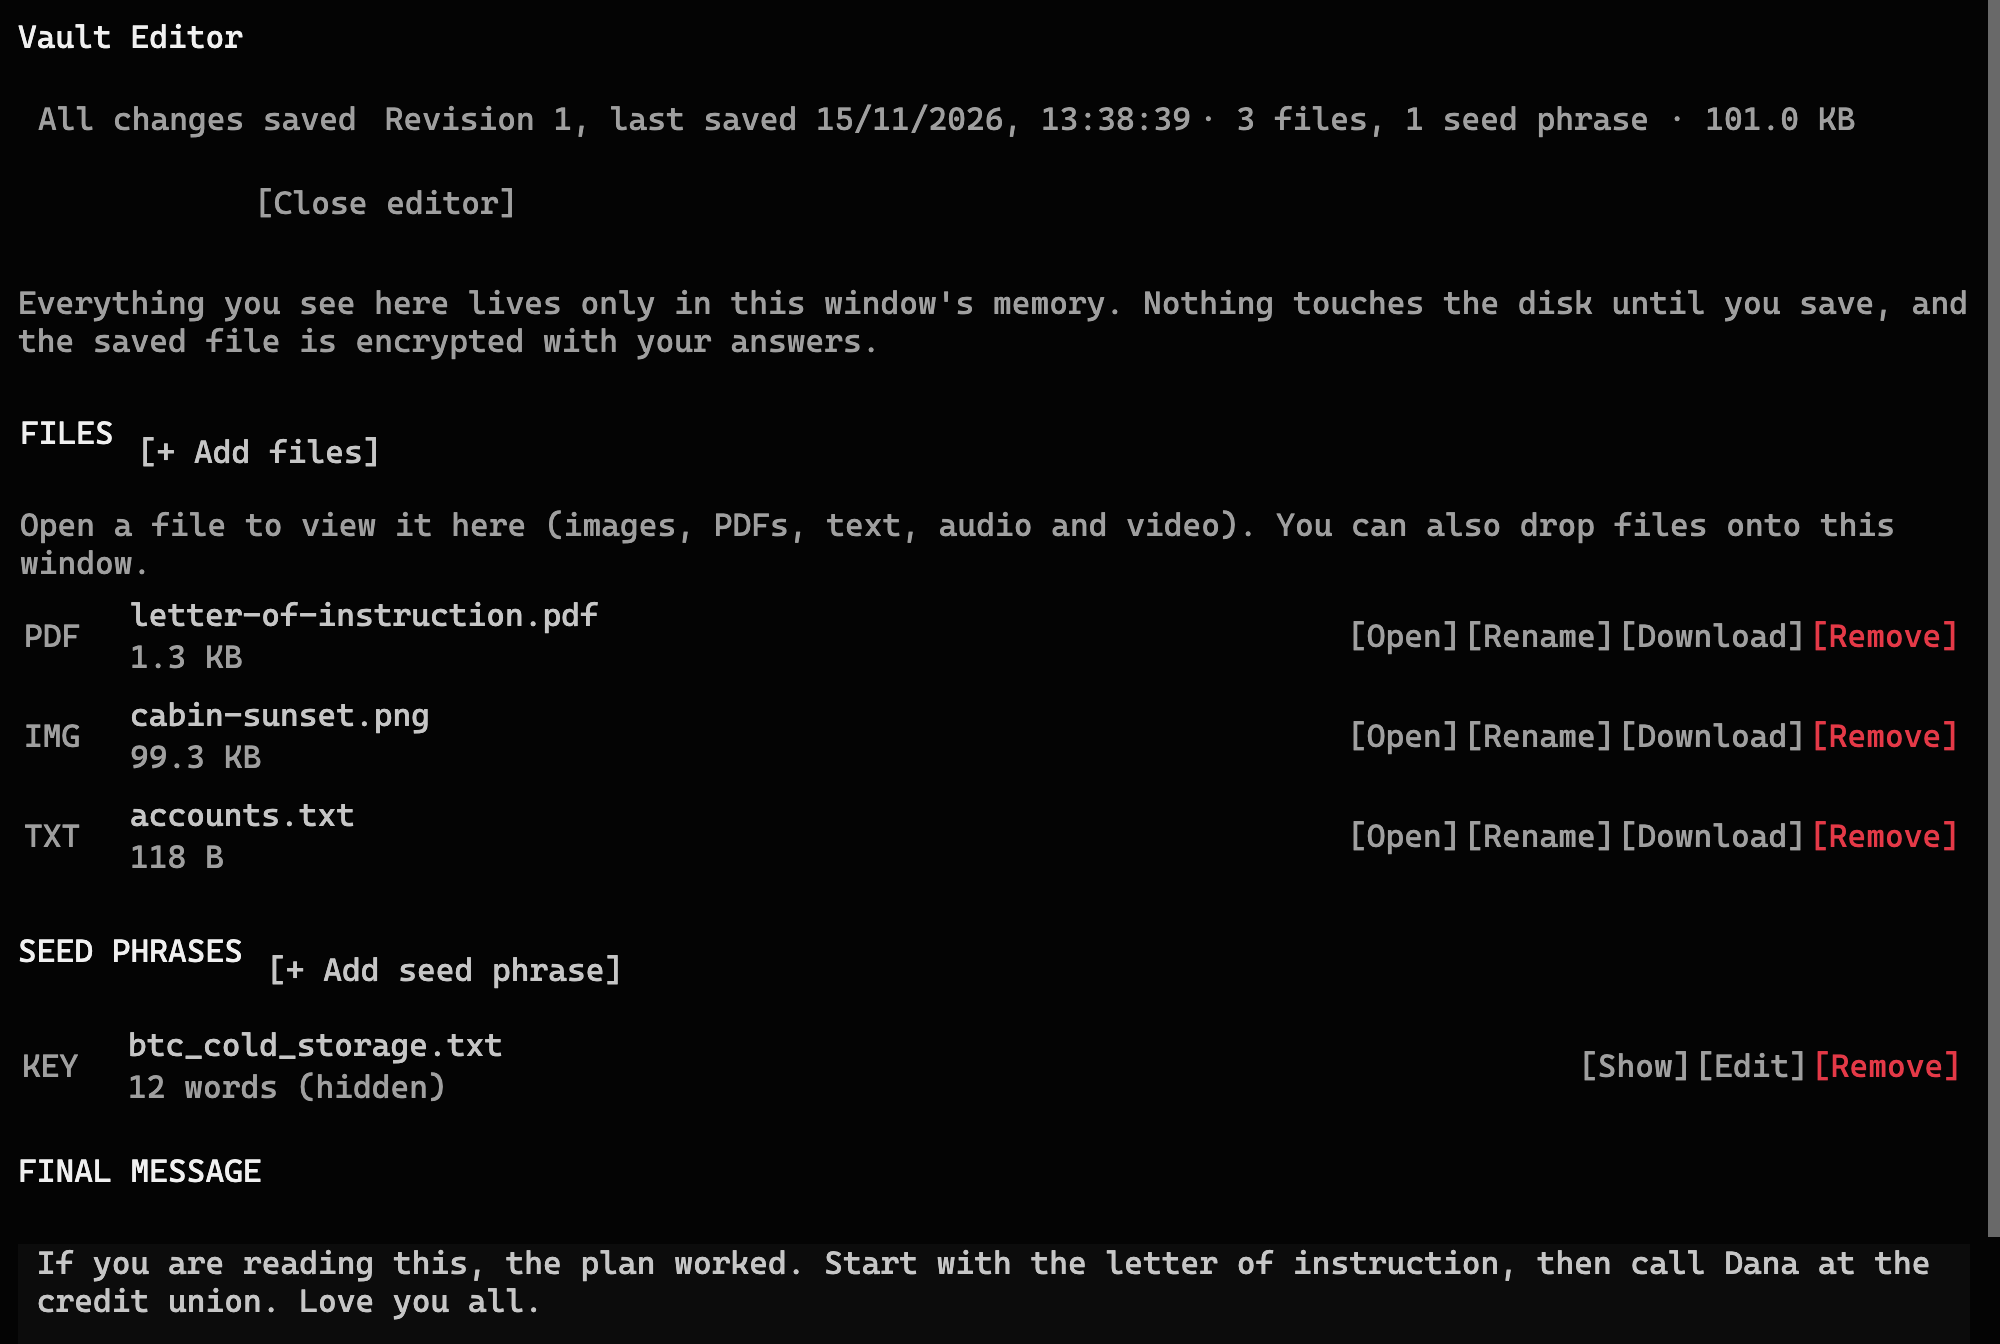 Vault Editor
All changes saved Revision 1, last saved 15/11/2026, 13:38:39 · 3 files, 1 seed phrase · 101.0 KB
[Close editor]
Everything you see here lives only in this window's memory. Nothing touches the disk until you save, and
the saved file is encrypted with your answers.
FILES [+ Add files]
Open a file to view it here (images, PDFs, text, audio and video). You can also drop files onto this
window.
PDF letter-of-instruction.pdf [Open] [Rename] [Download] [Remove]
1.3 KB
IMG cabin-sunset.png [Open] [Rename] [Download] [Remove]
99.3 KB
TXT accounts.txt [Open] [Rename] [Download] [Remove]
118 B
SEED PHRASES [+ Add seed phrase]
KEY btc_cold_storage.txt [Show] [Edit] [Remove]
12 words (hidden)
FINAL MESSAGE
If you are reading this, the plan worked. Start with the letter of instruction, then call Dana at the
credit union. Love you all.